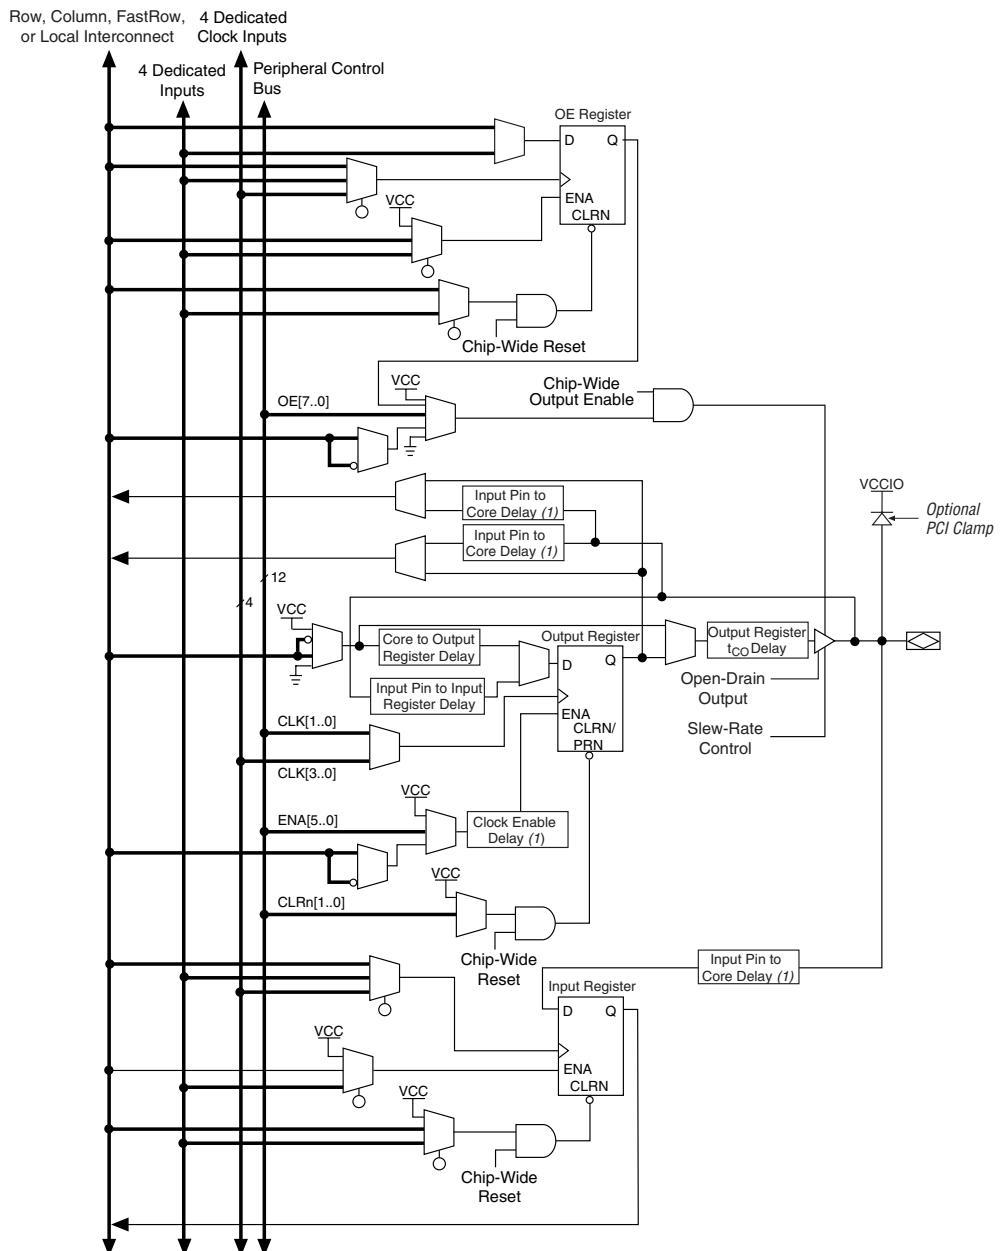 Row, Column, FastRow,
or Local Interconnect
4 Dedicated
Clock Inputs
4 Dedicated
Inputs
Peripheral Control
Bus
OE Register
D Q
ENA
CLRN
VCC
Chip-Wide Reset
VCC
OE[7..0]
Chip-Wide
Output Enable
Input Pin to
Core Delay (1)
Input Pin to
Core Delay (1)
VCCIO
Optional
PCI Clamp
12
4
VCC
Core to Output
Register Delay
Input Pin to Input
Register Delay
Output Register
D Q
ENA
CLRN/
PRN
Output Register
tCO Delay
Open-Drain
Output
Slew-Rate
Control
CLK[1..0]
CLK[3..0]
VCC
ENA[5..0]
Clock Enable
Delay (1)
VCC
CLRn[1..0]
Chip-Wide
Reset
Input Pin to
Core Delay (1)
Input Register
D Q
ENA
CLRN
VCC
VCC
Chip-Wide
Reset